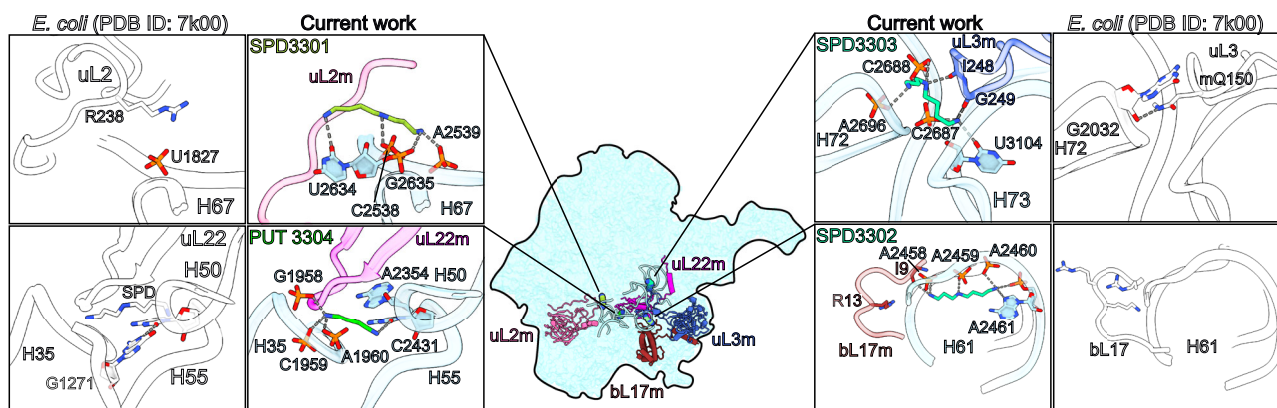 E. coli (PDB ID: 7k00)
Current work
Current work
E. coli (PDB ID: 7k00)
uL2
R238
U1827
H67
SPD3301
uL2m
A2539
U2634
G2635
C2538
H67
SPD3303
uL3m
C2688
I248
G249
A2696
C2687
H72
U3104
H73
uL3
mQ150
G2032
H72
uL22
H50
SPD
H35
G1271
H55
PUT 3304
uL22m
G1958
A2354
H50
H35
C1959
A1960
C2431
H55
uL22m
uL2m
uL3m
bL17m
SPD3302
A2458
A2459
A2460
I9
R13
A2461
bL17m
H61
bL17
H61